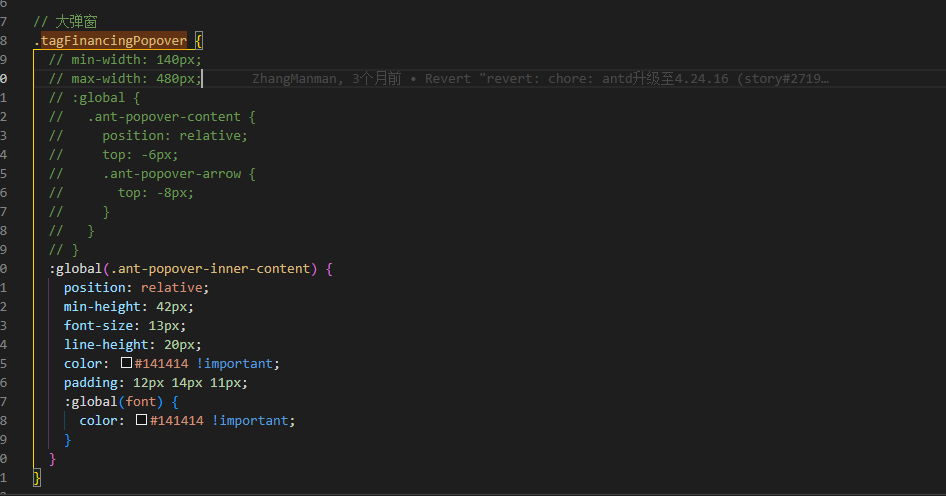 6
7 // 大弹窗
8 .tagFinancingPopover {
9 // min-width: 140px;
0 // max-width: 480px; ZhangManman, 3个月前 • Revert "revert: chore: antd升级至4.24.16 (story#2719…
1 // :global {
2 // .ant-popover-content {
3 // position: relative;
4 // top: -6px;
5 // .ant-popover-arrow {
6 // top: -8px;
7 // }
8 // }
9 // }
0 :global(.ant-popover-inner-content) {
1 position: relative;
2 min-height: 42px;
3 font-size: 13px;
4 line-height: 20px;
5 color: #141414 !important;
6 padding: 12px 14px 11px;
7 :global(font) {
8 color: #141414 !important;
9 }
0 }
1 }